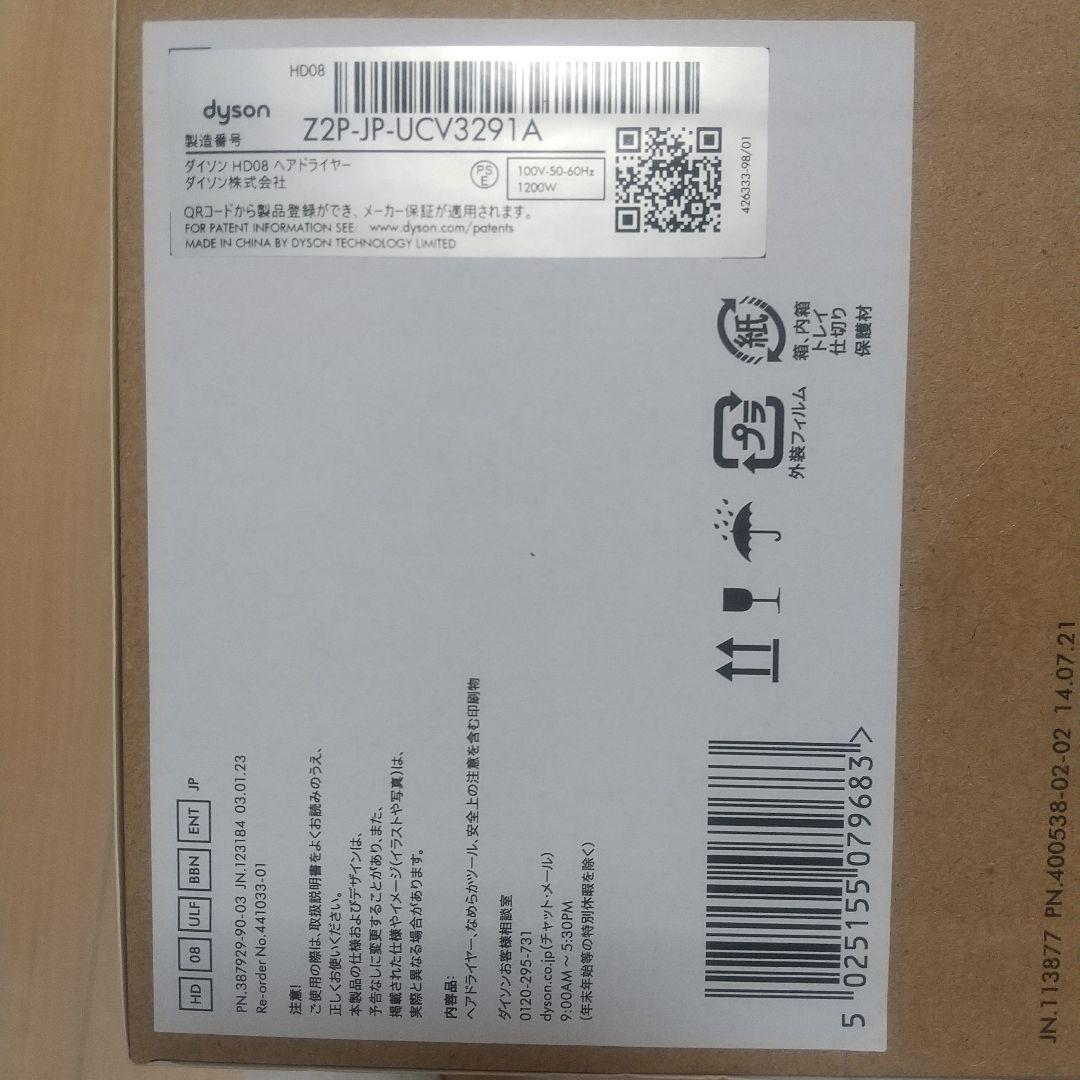 HD08
dyson
製造番号 Z2P-JP-UCV3291A
ダイソン HD08 ヘアドライヤー
ダイソン株式会社
PS
E
100V-50-60Hz
1200W
QRコードから製品登録ができ、メーカー保証が適用されます。
FOR PATENT INFORMATION SEE: www.dyson.com/patents
MADE IN CHINA BY DYSON TECHNOLOGY LIMITED
426333-98/01
紙
箱、内箱
トレイ
仕切り
保護材
プラ
外装フィルム
HD 08 ULF BBN ENT JP
PN.387929-90-03 JN.123184 03.01.23
Re-order No.441033-01
注意!
ご使用の際は、取扱説明書をよくお読みのうえ、
正しくお使いください。
本製品の仕様およびデザインは、
予告なしに変更することがあり、また、
掲載された仕様やイメージ(イラストや写真)は、
実際と異なる場合があります。
内容品:
ヘアドライヤー、なめらかツール、安全上の注意を含む印刷物
ダイソンお客様相談室
0120-295-731
dyson.co.jp(チャット・メール)
9:00AM～5:30PM
(年末年始等の特別休暇を除く)
5 025155 079683 >
JN.113877 PN.400538-02-02 14.07.21